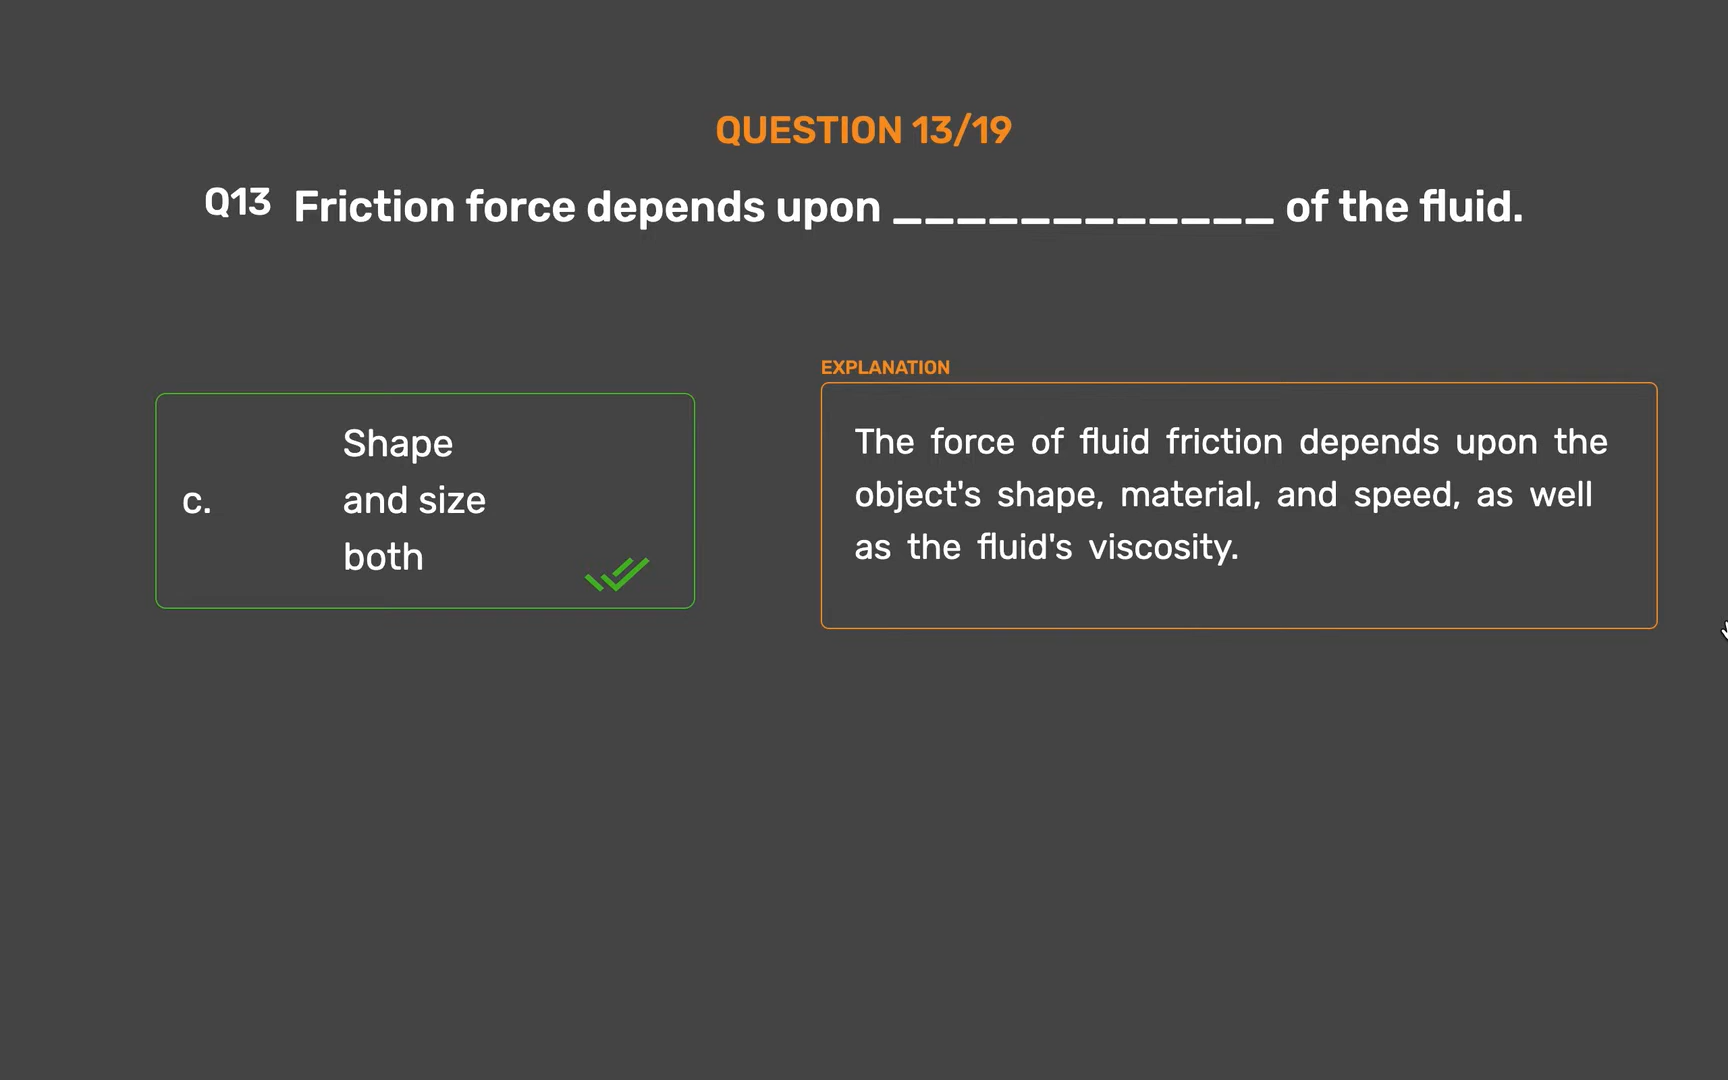 QUESTION 13/19
Q13 Friction force depends upon ____________ of the fluid.
Shape
c. and size
both
EXPLANATION
The force of fluid friction depends upon the
object's shape, material, and speed, as well
as the fluid's viscosity.